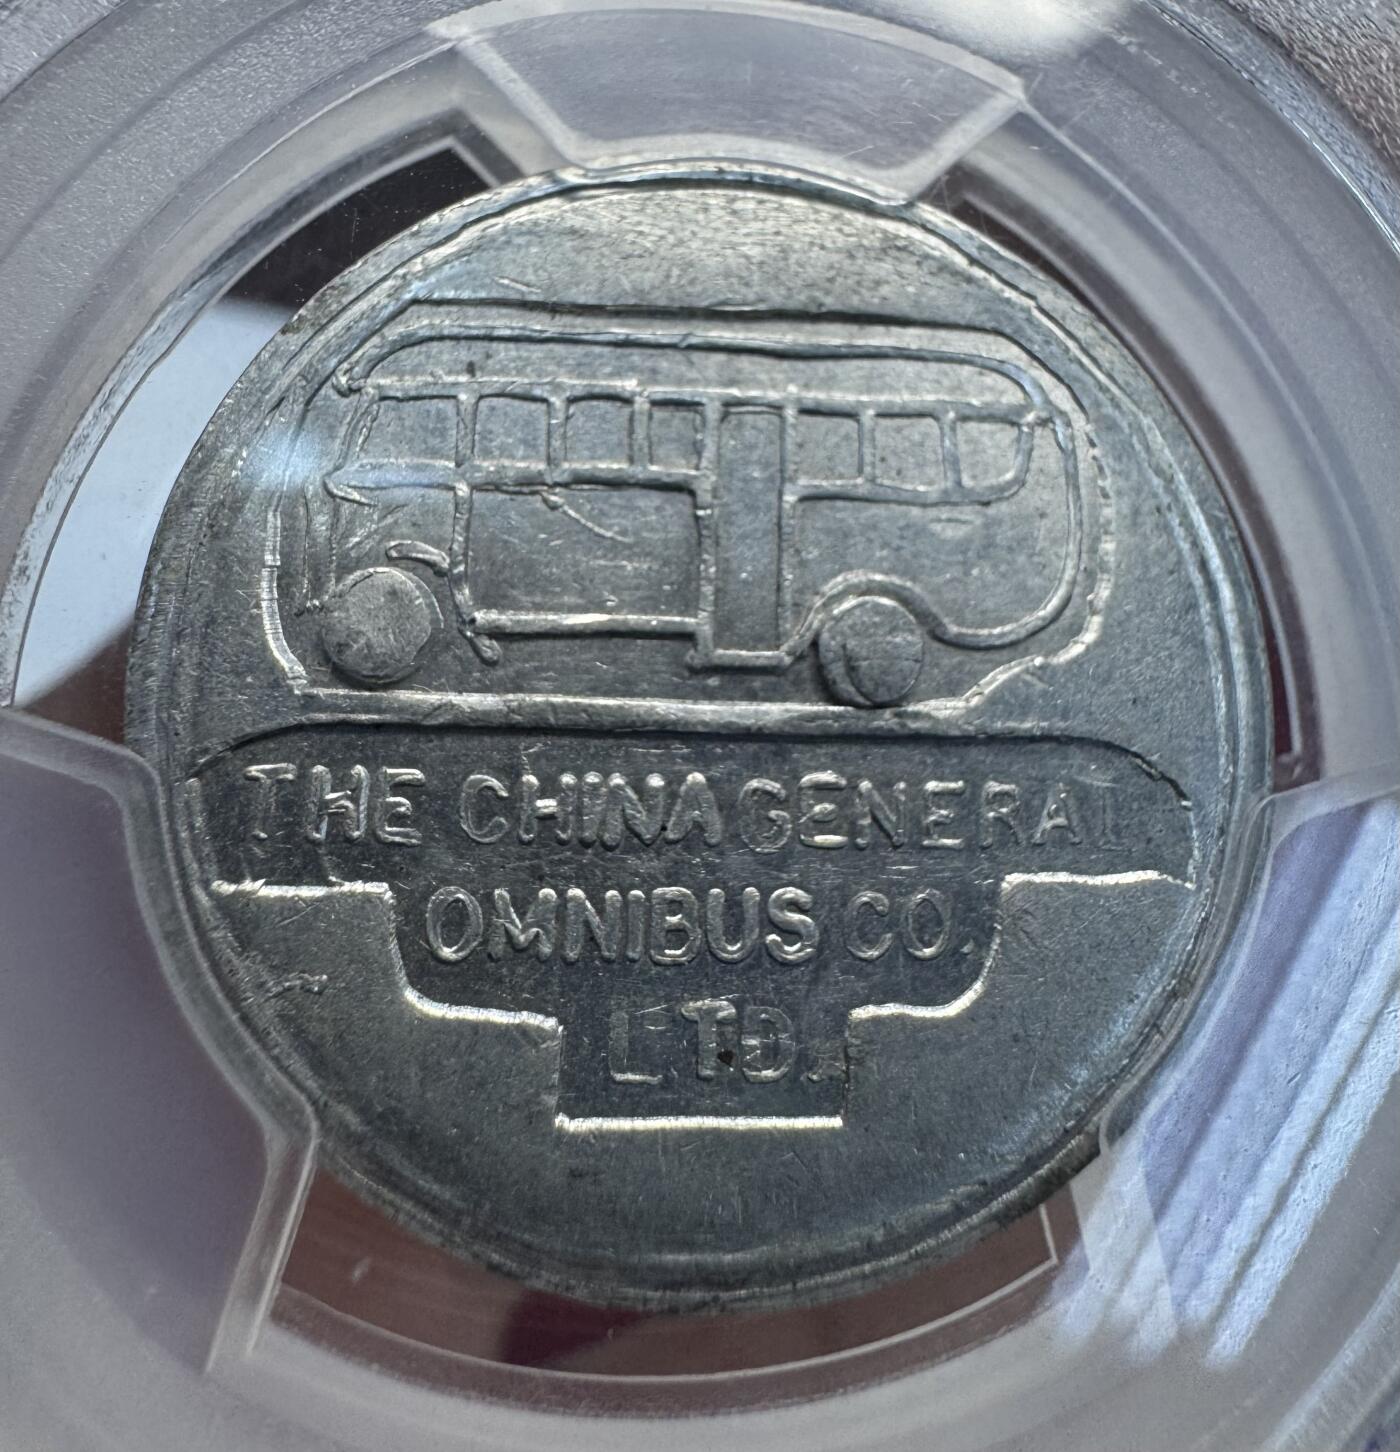 THE CHINA GENERAL
OMNIBUS CO.
LTD.